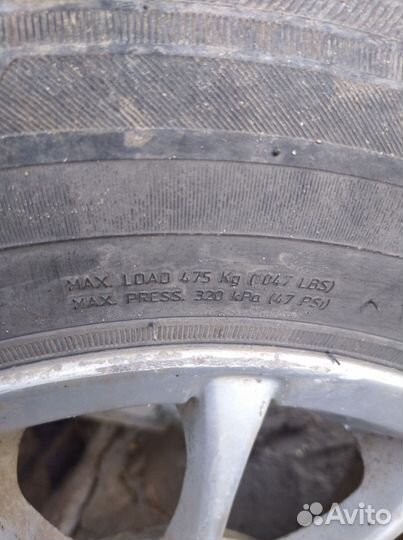 MAX. LOAD 475 Kg (1047 LBS)
MAX. PRESS. 320 kPa (47 PSI)
Avito